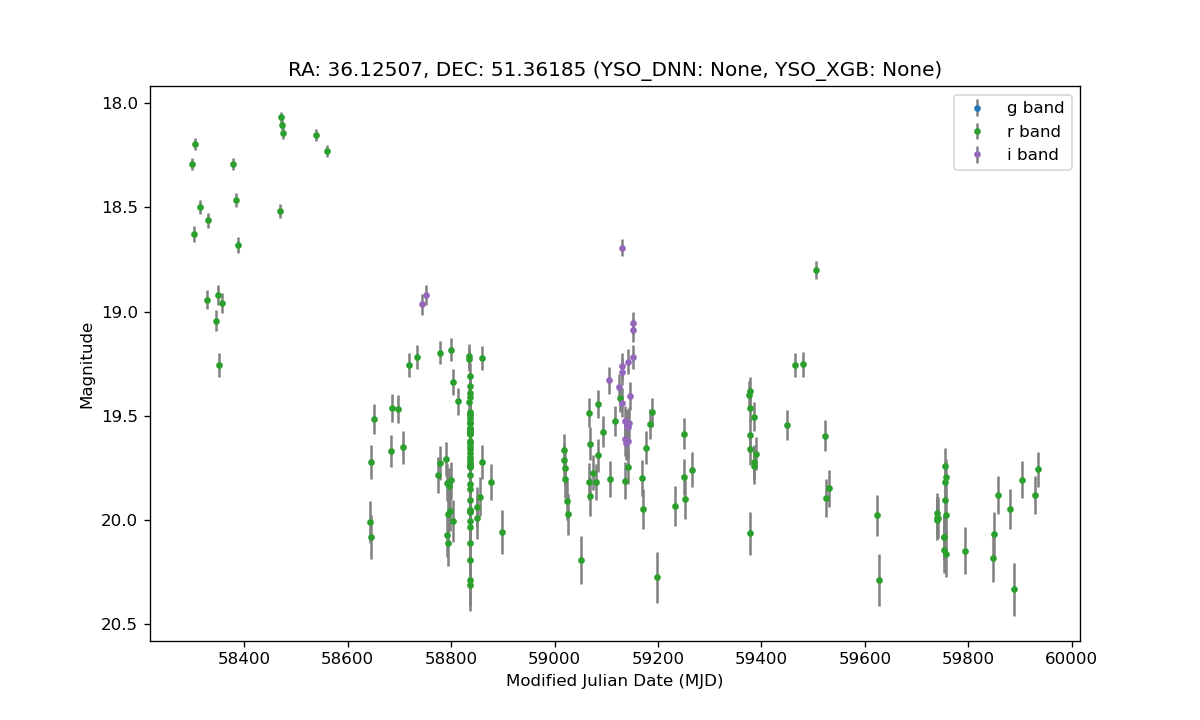 RA: 36.12507, DEC: 51.36185 (YSO_DNN: None, YSO_XGB: None)
g band
r band
i band
18.0
18.5
19.0
19.5
20.0
20.5
Magnitude
58400 58600 58800 59000 59200 59400 59600 59800 60000
Modified Julian Date (MJD)